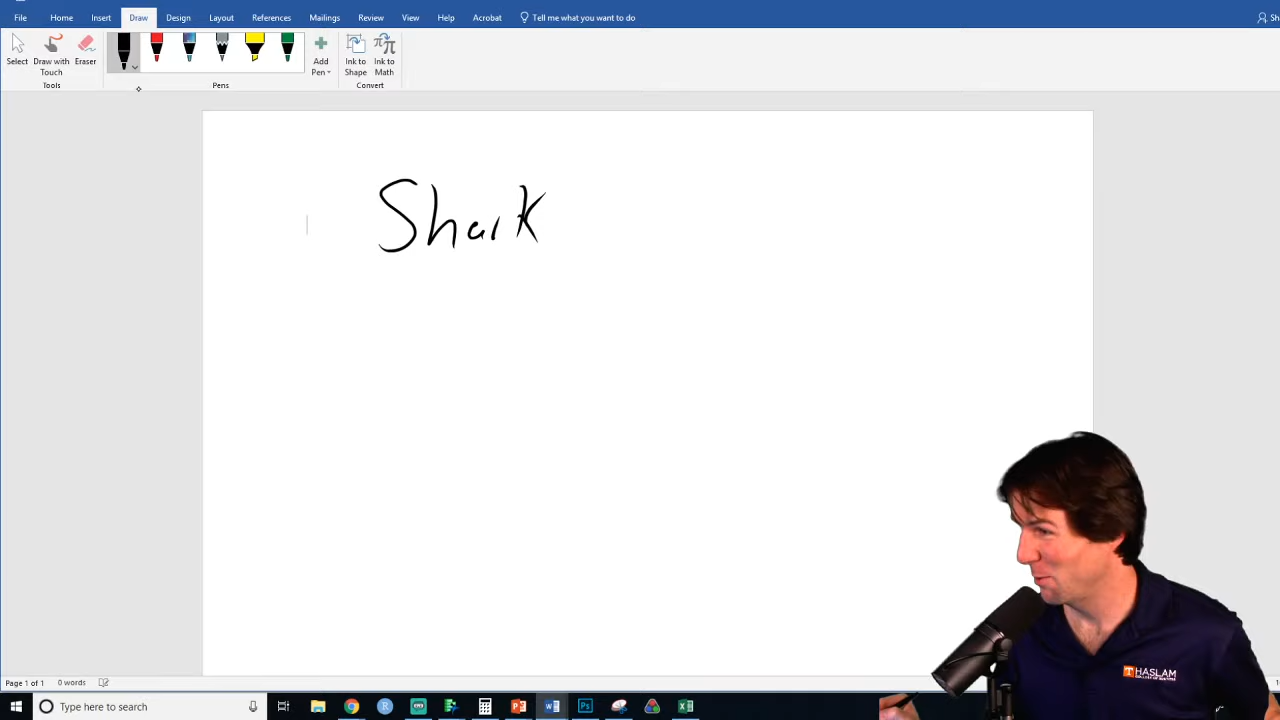 File Home Insert Draw Design Layout References Mailings Review View Help Acrobat Tell me what you want to do
Select Draw with Touch Eraser Add Pen Ink to Shape Ink to Math
Tools Pens Convert
Shark
T HASLAM
Page 1 of 1 0 words
Type here to search